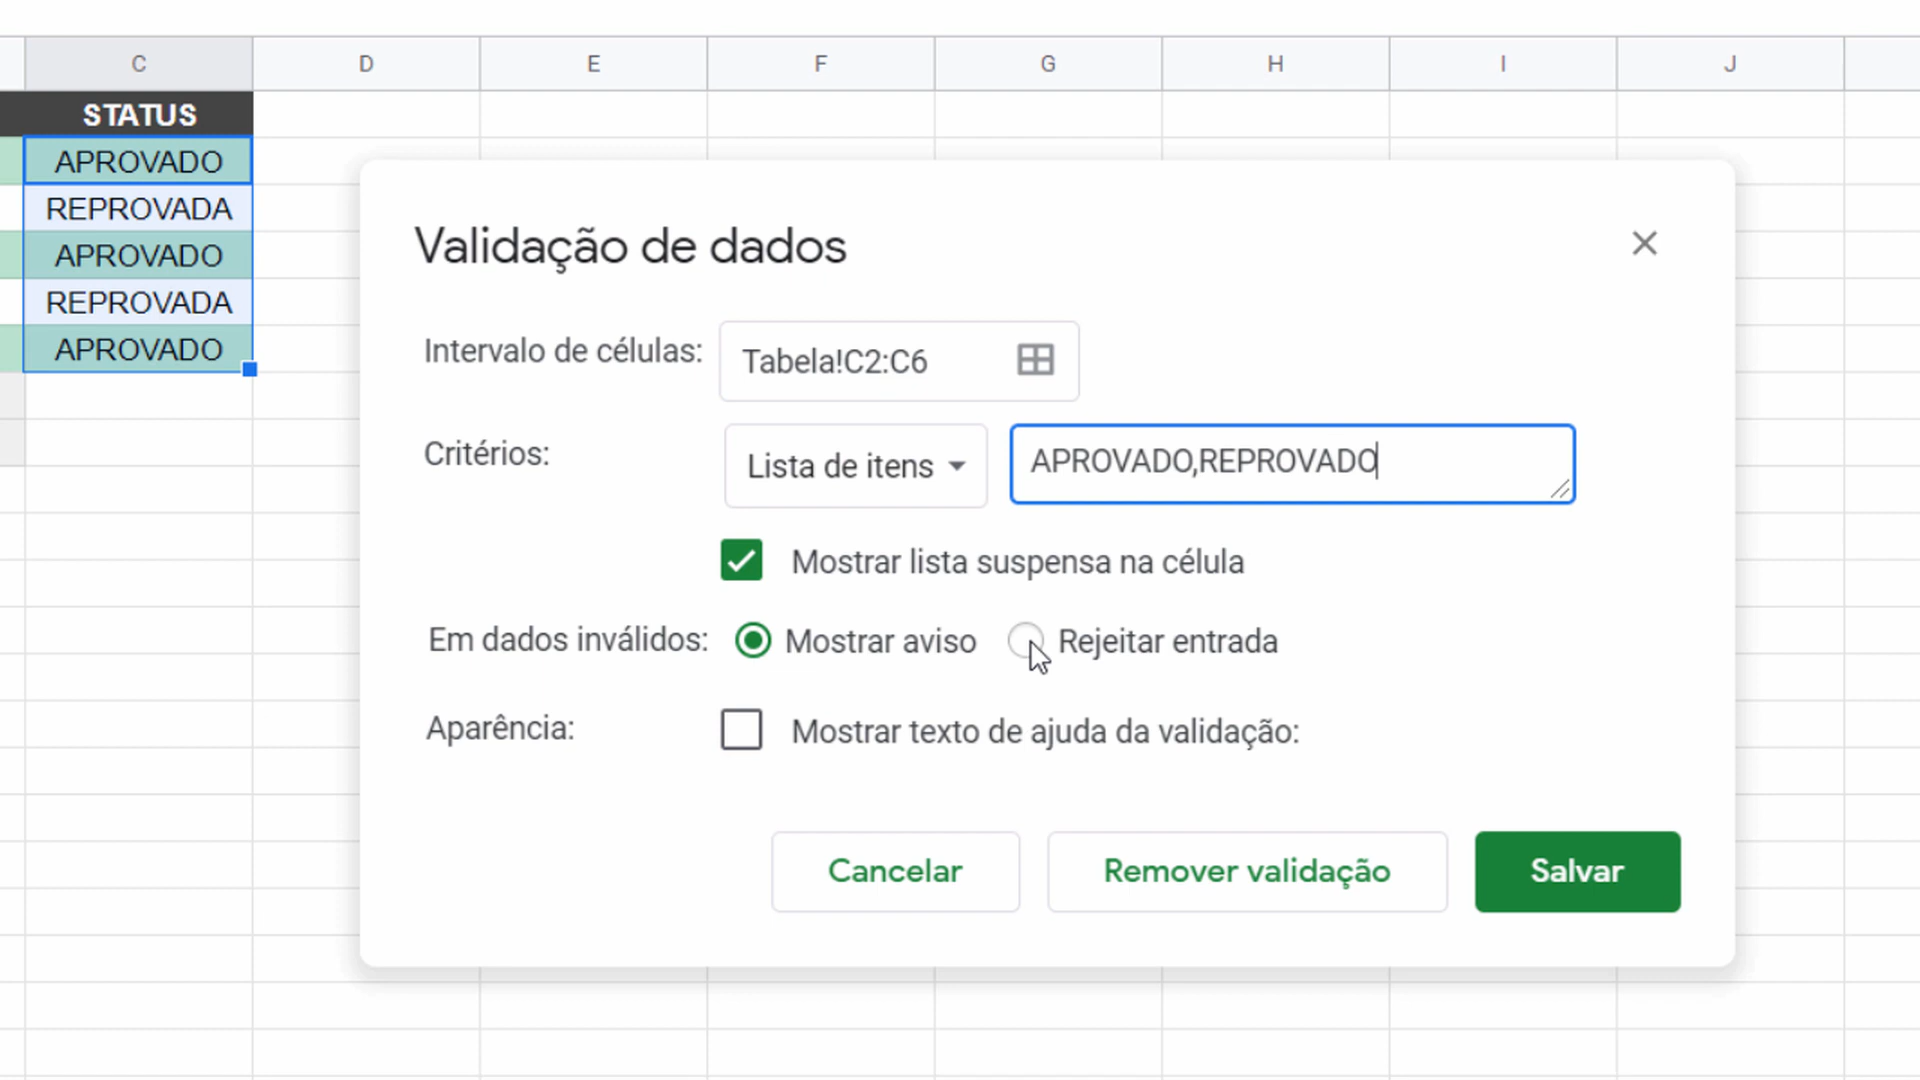 C D E F G H I J
STATUS
APROVADO
REPROVADA
APROVADO
REPROVADA
APROVADO
Validação de dados
Intervalo de células: Tabela!C2:C6
Critérios: Lista de itens APROVADO,REPROVADO
Mostrar lista suspensa na célula
Em dados inválidos: Mostrar aviso Rejeitar entrada
Aparência: Mostrar texto de ajuda da validação:
Cancelar Remover validação Salvar